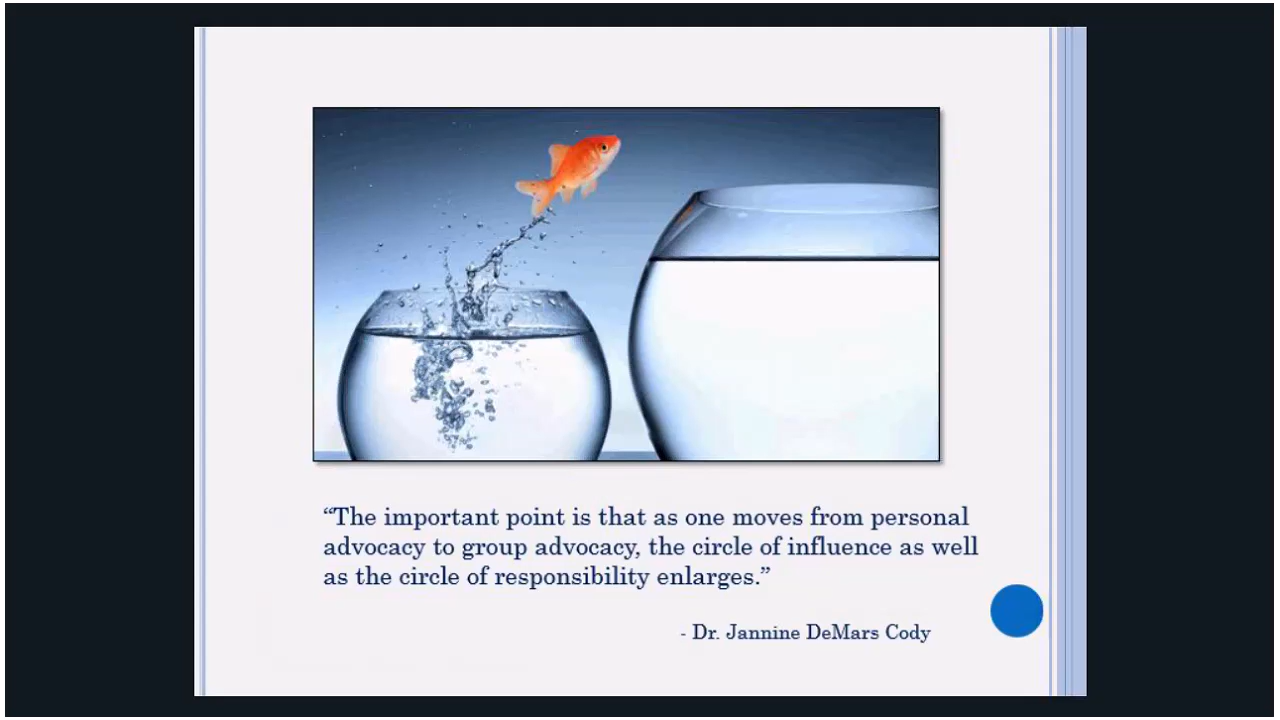 “The important point is that as one moves from personal
advocacy to group advocacy, the circle of influence as well
as the circle of responsibility enlarges.”
- Dr. Jannine DeMars Cody